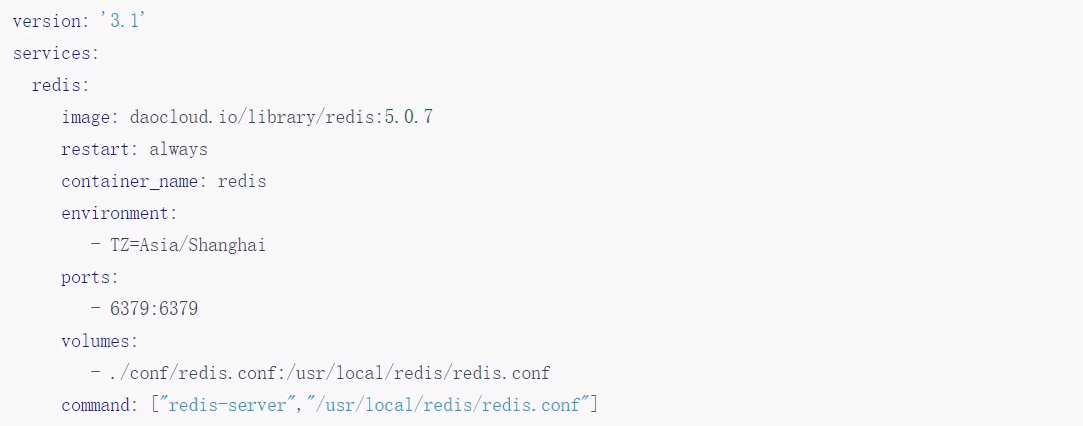 version: '3.1'
services:
  redis:
     image: daocloud.io/library/redis:5.0.7
     restart: always
     container_name: redis
     environment:
        - TZ=Asia/Shanghai
     ports:
        - 6379:6379
     volumes:
        - ./conf/redis.conf:/usr/local/redis/redis.conf
     command: ["redis-server","/usr/local/redis/redis.conf"]